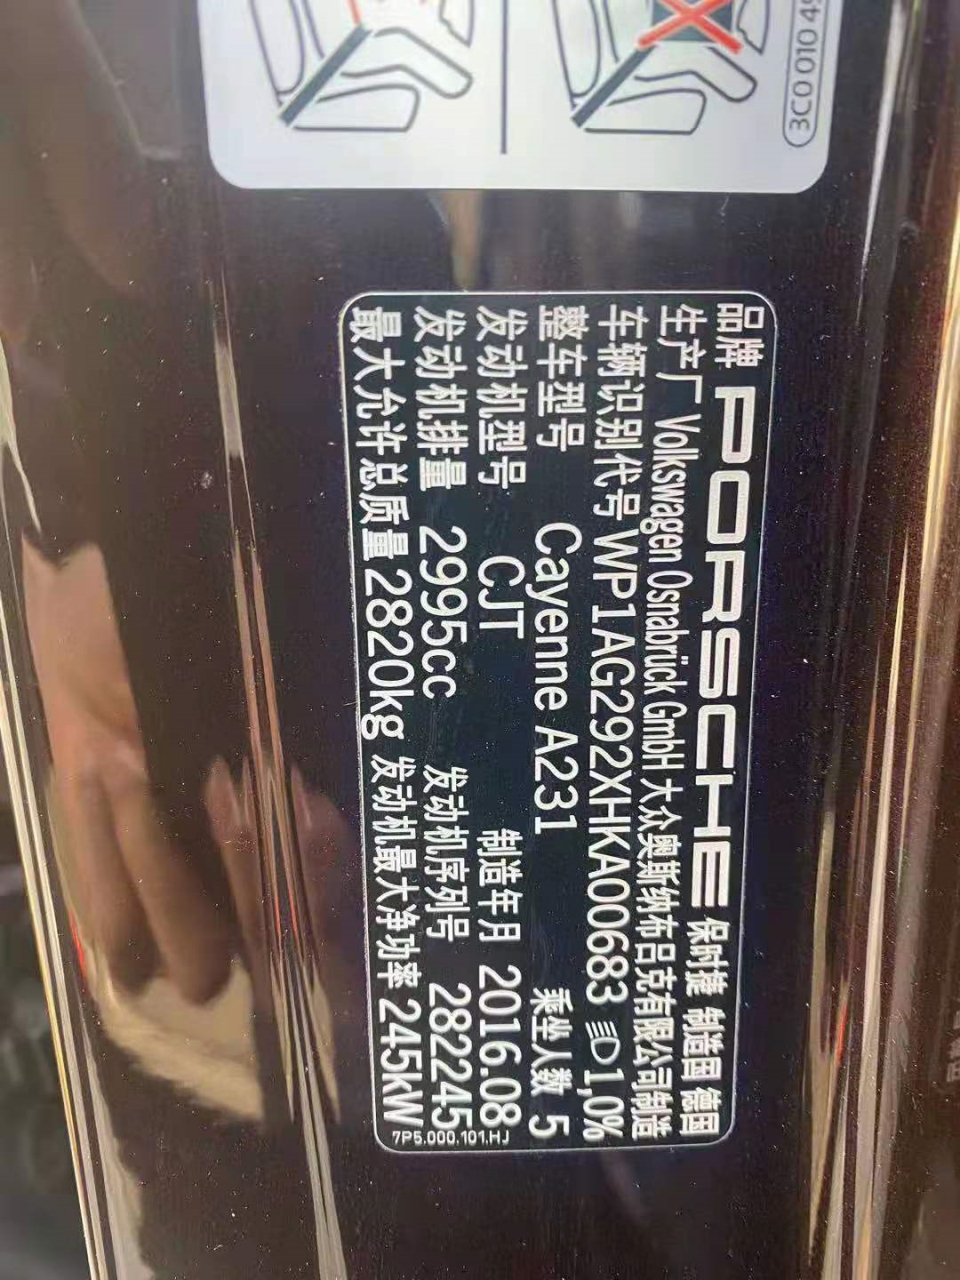 3C0 010 4
品牌 PORSCHE 保时捷 制造国 德国
生产厂 Volkswagen Osnabrück GmbH 大众奥斯纳布吕克有限公司制造
车辆识别代号 WP1AG292XHKA00683 1,0%
整车型号 Cayenne A231 乘坐人数 5
发动机型号 CJT 制造年月 2016.08
发动机排量 2995cc 发动机序列号 282245
最大允许总质量 2820kg 发动机最大净功率 245kW
7P5.000.101.HJ